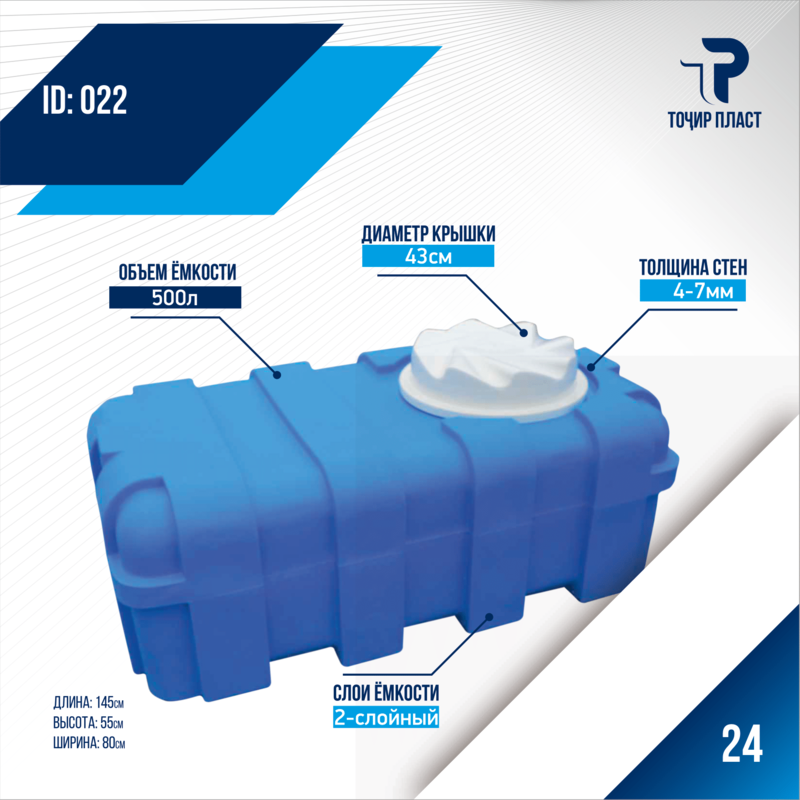 ID: 022
ТОҶИР ПЛАСТ
ДИАМЕТР КРЫШКИ
43см
ОБЪЕМ ЁМКОСТИ
500л
ТОЛЩИНА СТЕН
4-7мм
СЛОИ ЁМКОСТИ
2-слойный
ДЛИНА: 145см
ВЫСОТА: 55см
ШИРИНА: 80см
24